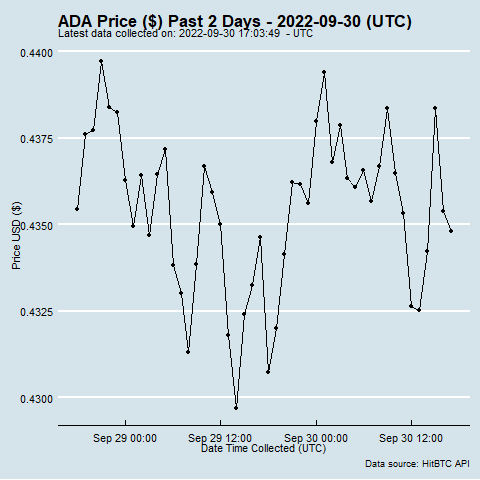 ADA Price ($) Past 2 Days - 2022-09-30 (UTC)
Latest data collected on: 2022-09-30 17:03:49 - UTC
0.4400
0.4375
0.4350
0.4325
0.4300
Price USD ($)
Sep 29 00:00 Sep 29 12:00 Sep 30 00:00 Sep 30 12:00
Date Time Collected (UTC)
Data source: HitBTC API